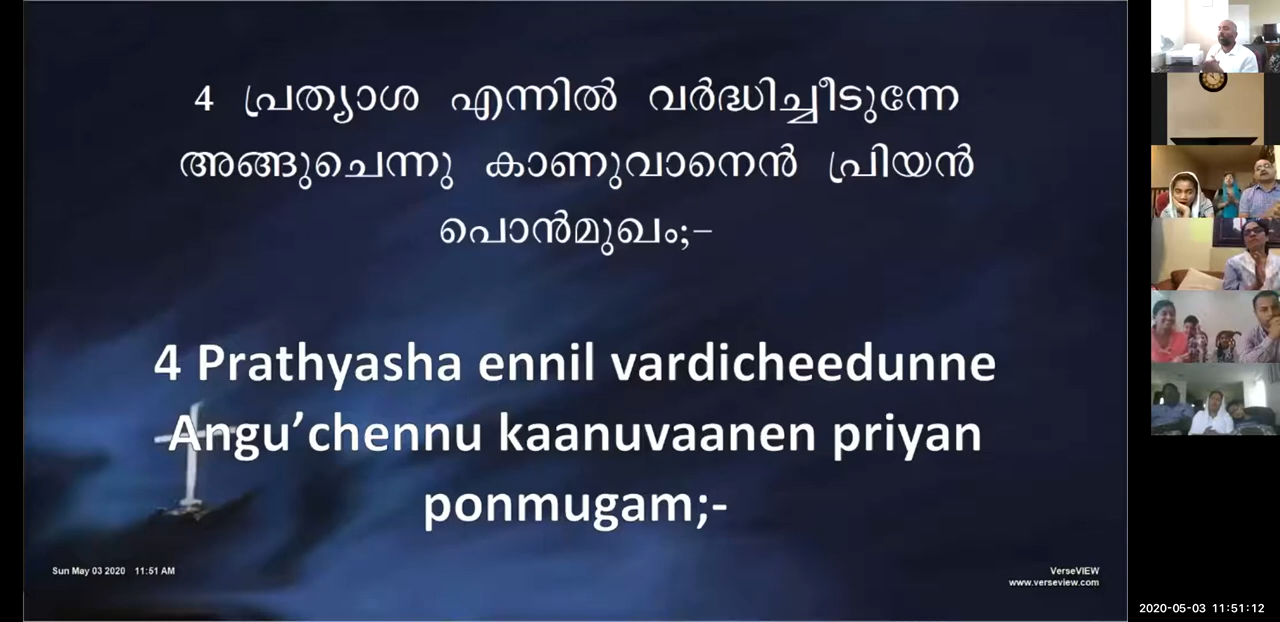 4 പ്രത്യാശ എന്നിൽ വർദ്ധിച്ചീടുന്നേ
അങ്ങുചെന്നു കാണുവാനെൻ പ്രിയൻ
പൊൻമുഖം;–
4 Prathyasha ennil vardicheedunne
Angu’chennu kaanuvaanen priyan
ponmugam;-
Sun May 03 2020 11:51 AM
VerseVIEW
www.verseview.com
2020-05-03 11:51:12